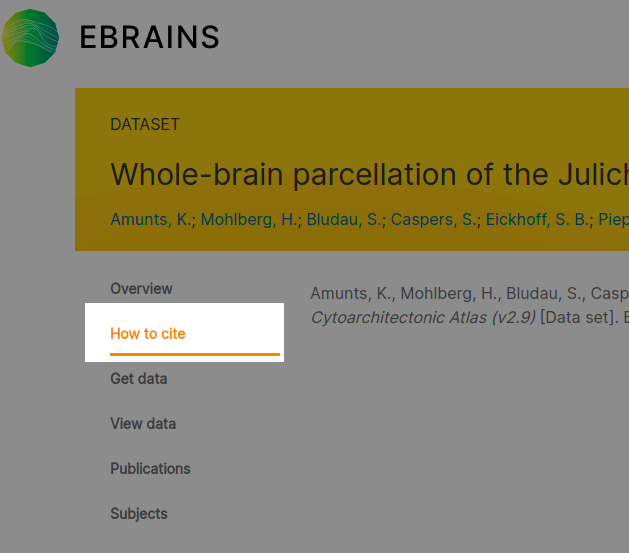 EBRAINS
DATASET
Whole-brain parcellation of the Julich
Amunts, K.; Mohlberg, H.; Bludau, S.; Caspers, S.; Eickhoff, S. B.; Piep
Overview
Amunts, K., Mohlberg, H., Bludau, S., Casp
Cytoarchitectonic Atlas (v2.9) [Data set]. E
How to cite
Get data
View data
Publications
Subjects